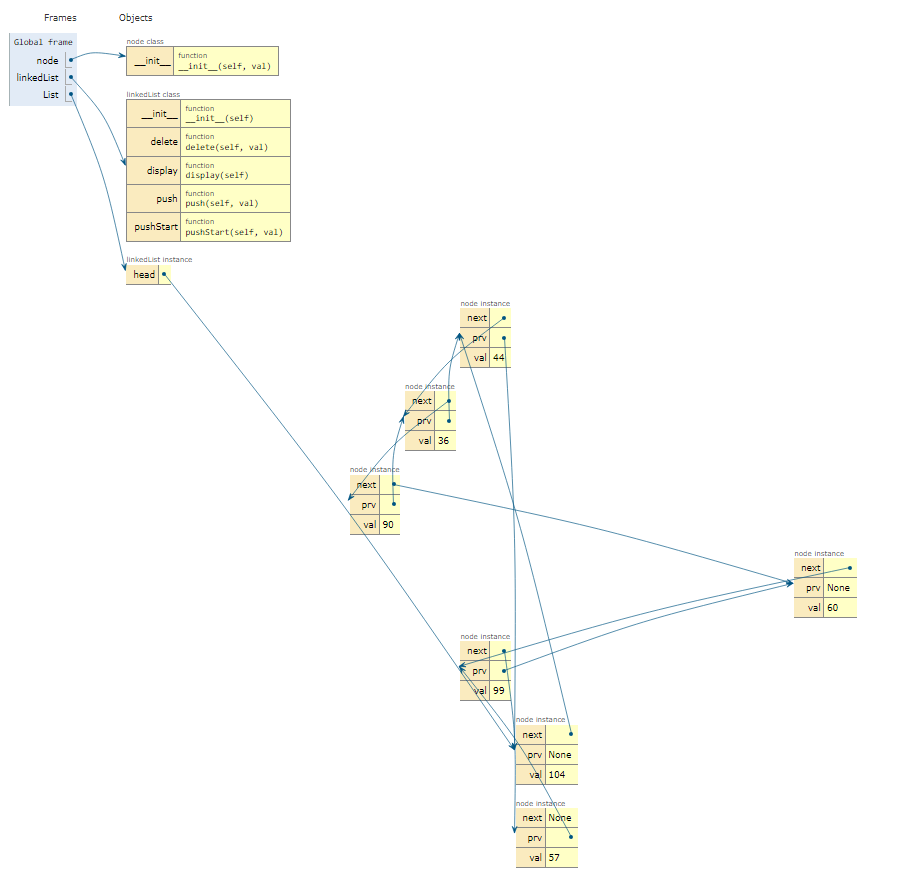 Frames Objects
Global frame
node
linkedList
List
node class
__init__ function
__init__(self, val)
linkedList class
__init__ function
__init__(self)
delete function
delete(self, val)
display function
display(self)
push function
push(self, val)
pushStart function
pushStart(self, val)
linkedList instance
head
node instance
next
prv
val 44
node instance
next
prv
val 36
node instance
next
prv
val 90
node instance
next
prv None
val 60
node instance
next
prv
val 99
node instance
next
prv None
val 104
node instance
next None
prv
val 57